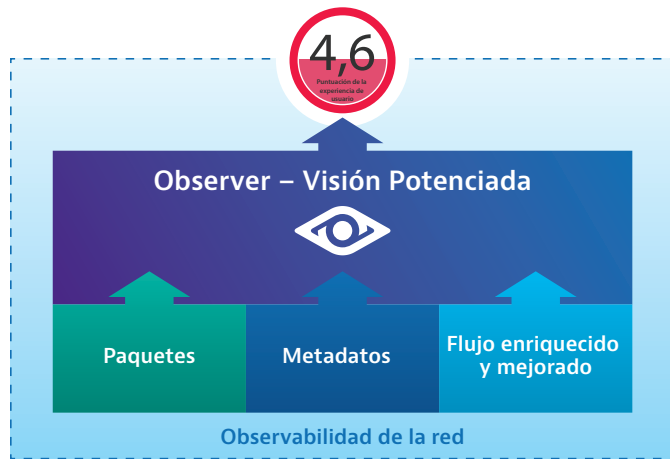 4,6
Puntuación de la
experiencia de
usuario
Observer – Visión Potenciada
Paquetes
Metadatos
Flujo enriquecido
y mejorado
Observabilidad de la red